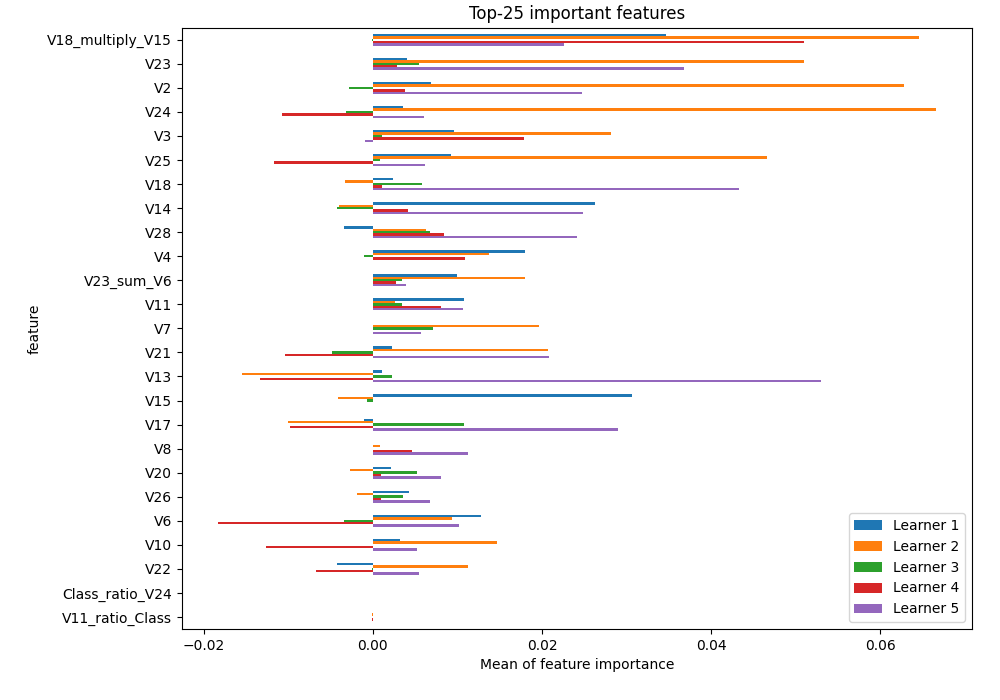 Top-25 important features
V18_multiply_V15
V23
V2
V24
V3
V25
V18
V14
V28
V4
V23_sum_V6
V11
V7
V21
V13
V15
V17
V8
V20
V26
V6
V10
V22
Class_ratio_V24
V11_ratio_Class
feature
Learner 1
Learner 2
Learner 3
Learner 4
Learner 5
−0.02 0.00 0.02 0.04 0.06
Mean of feature importance